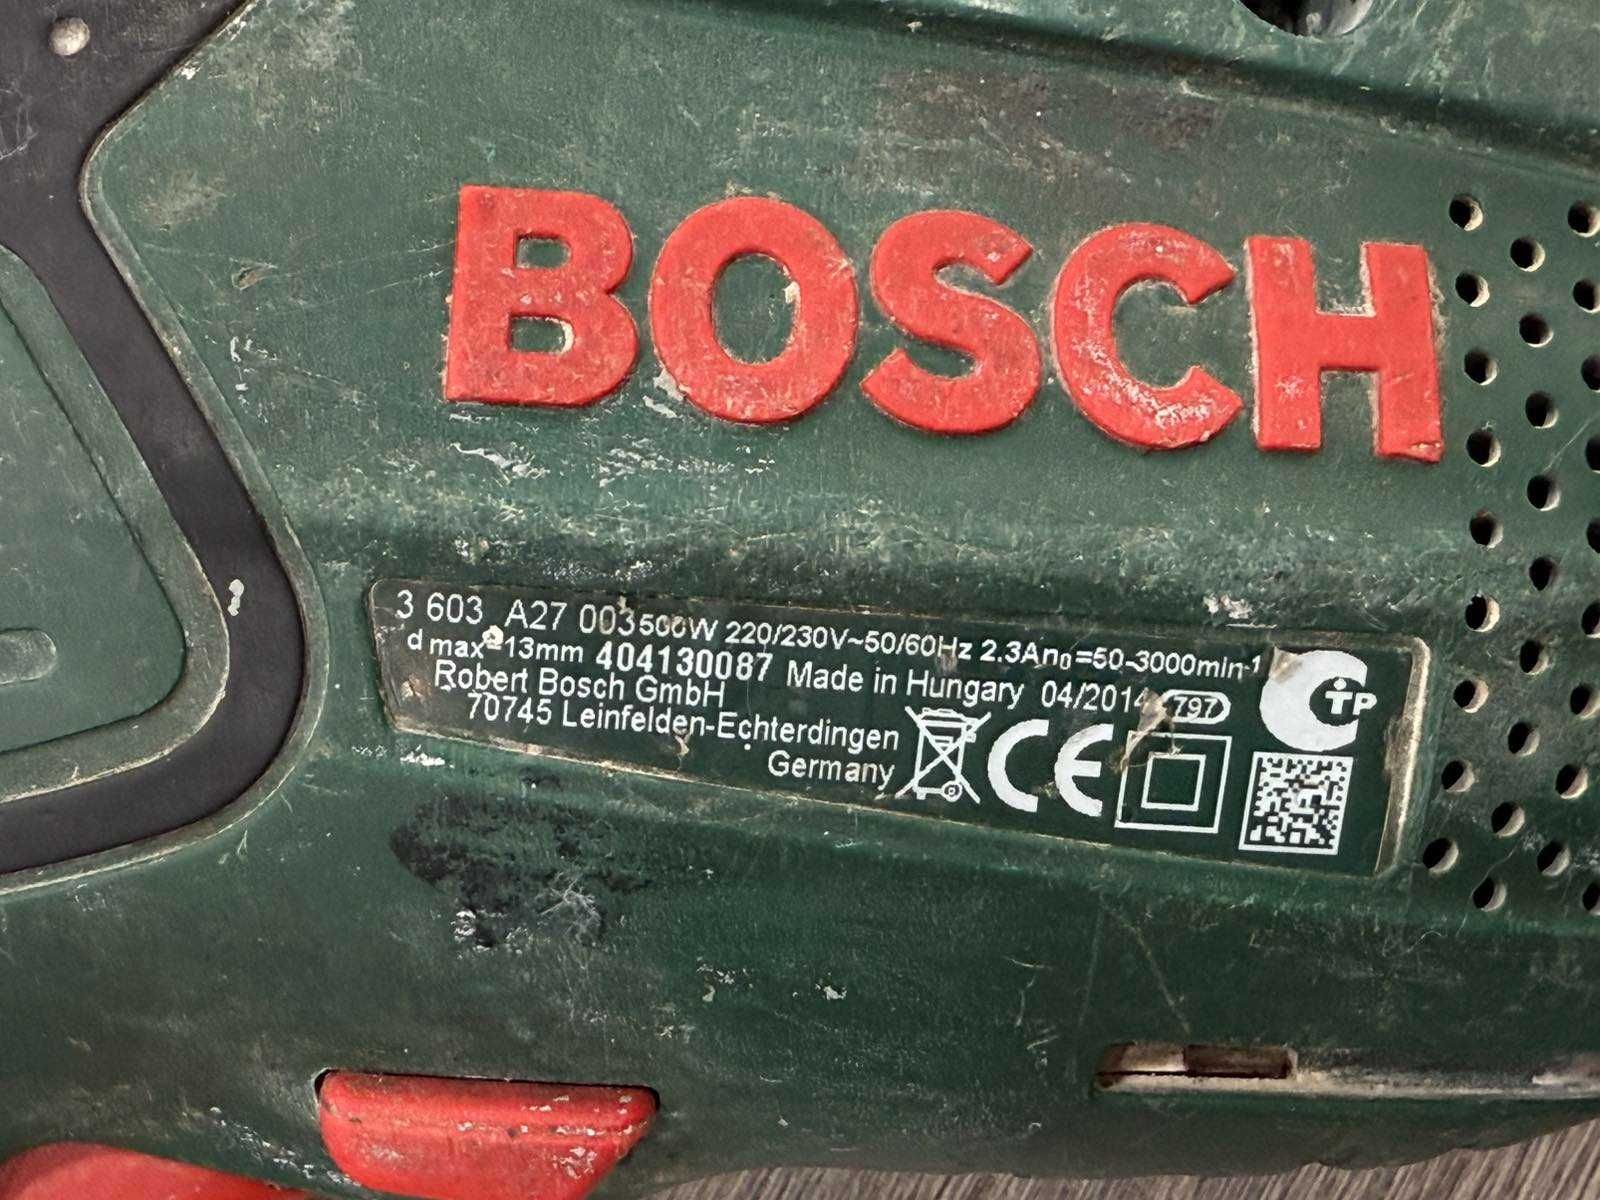 BOSCH
3 603 A27 003 500W 220/230V~50/60Hz 2.3A n₀=50-3000min⁻¹
d max=13mm 404130087 Made in Hungary 04/2014 797
Robert Bosch GmbH
70745 Leinfelden-Echterdingen
Germany
CE
CTP